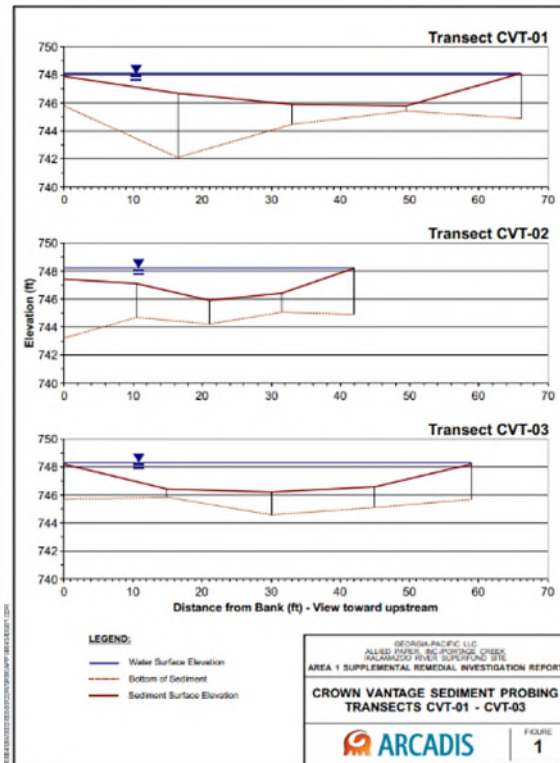 Transect CVT-01
750
748
746
744
742
740
0 10 20 30 40 50 60 70
Transect CVT-02
750
748
746
744
742
740
0 10 20 30 40 50 60 70
Elevation (ft)
Transect CVT-03
750
748
746
744
742
740
0 10 20 30 40 50 60 70
Distance from Bank (ft) - View toward upstream
LEGEND:
Water Surface Elevation
Bottom of Sediment
Sediment Surface Elevation
GEORGIA-PACIFIC LLC
ALLIED PAPER, INC./PORTAGE CREEK
KALAMAZOO RIVER SUPERFUND SITE
AREA 1 SUPPLEMENTAL REMEDIAL INVESTIGATION REPORT
CROWN VANTAGE SEDIMENT PROBING
TRANSECTS CVT-01 - CVT-03
ARCADIS
FIGURE
1